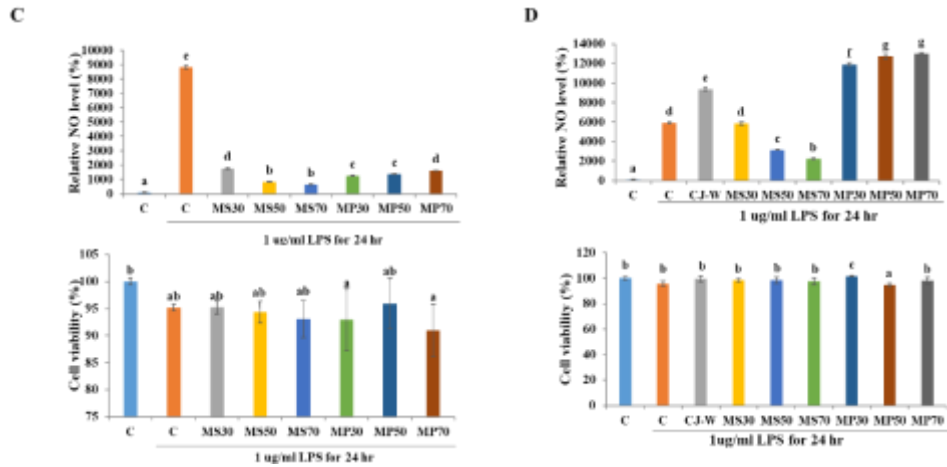 C
Relative NO level (%)
10000
9000
8000
7000
6000
5000
4000
3000
2000
1000
0
a e d b b c c d
C C MS30 MS50 MS70 MP30 MP50 MP70
1 ug/ml LPS for 24 hr
Cell viability (%)
105
100
95
90
85
80
75
b ab ab ab ab a ab a
C C MS30 MS50 MS70 MP30 MP50 MP70
1 ug/ml LPS for 24 hr
D
Relative NO level (%)
14000
12000
10000
8000
6000
4000
2000
0
a d e d c b f g g
C C CJ-W MS30 MS50 MS70 MP30 MP50 MP70
1 ug/ml LPS for 24 hr
Cell viability (%)
120
100
80
60
40
20
0
b b b b b b c a b
C C CJ-W MS30 MS50 MS70 MP30 MP50 MP70
1ug/ml LPS for 24 hr